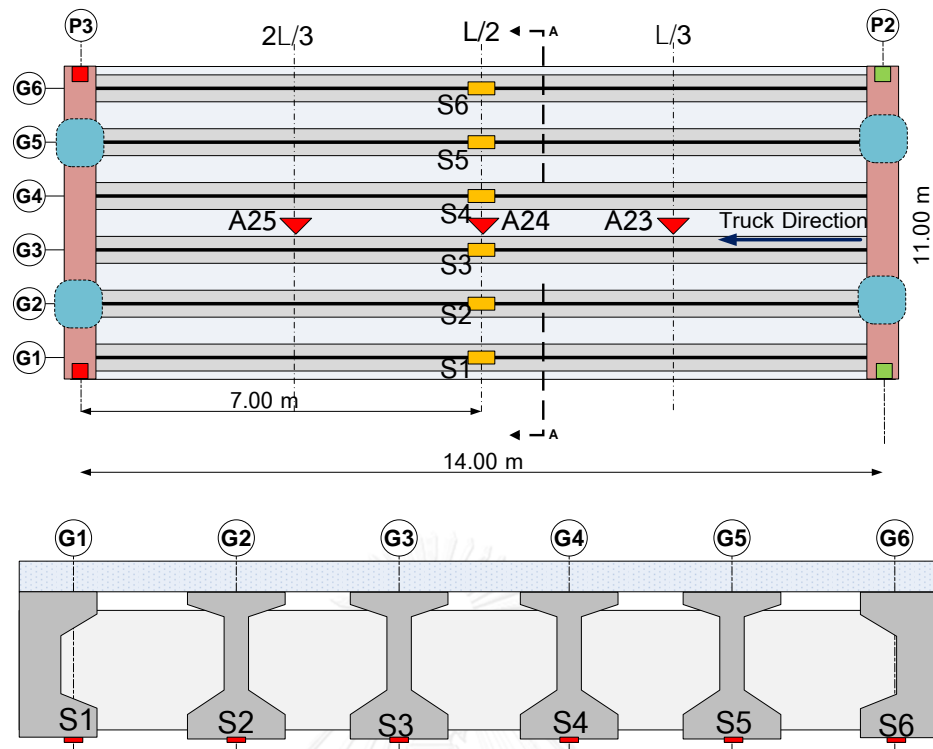 P3 2L/3 L/2 A L/3 P2
G6 S6
G5 S5
G4 S4
A25 A24 A23 Truck Direction
G3 S3
11.00 m
G2 S2
G1 S1
7.00 m
A
14.00 m
G1 G2 G3 G4 G5 G6
S1 S2 S3 S4 S5 S6